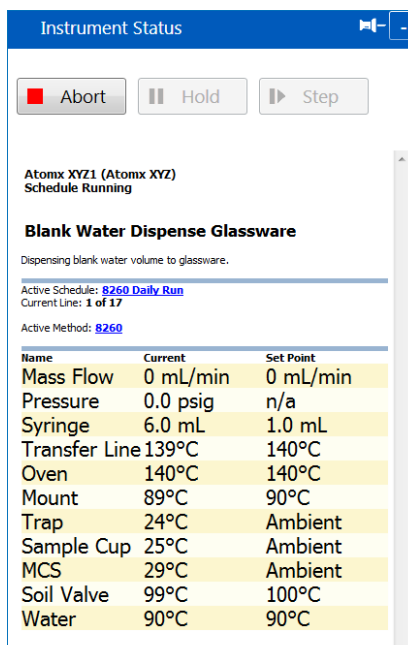 Instrument Status
Abort Hold Step
Atomx XYZ1 (Atomx XYZ)
Schedule Running
Blank Water Dispense Glassware
Dispensing blank water volume to glassware.
Active Schedule: 8260 Daily Run
Current Line: 1 of 17
Active Method: 8260
Name Current Set Point
Mass Flow 0 mL/min 0 mL/min
Pressure 0.0 psig n/a
Syringe 6.0 mL 1.0 mL
Transfer Line 139°C 140°C
Oven 140°C 140°C
Mount 89°C 90°C
Trap 24°C Ambient
Sample Cup 25°C Ambient
MCS 29°C Ambient
Soil Valve 99°C 100°C
Water 90°C 90°C